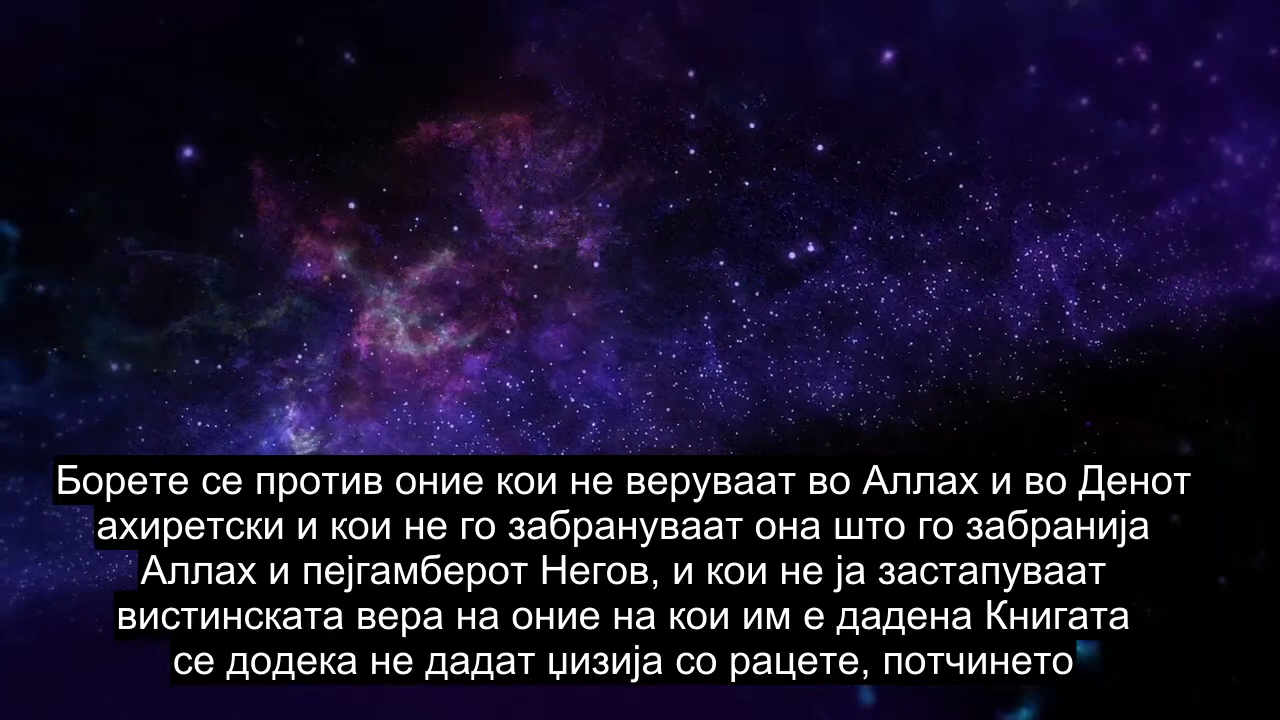 Борете се против оние кои не веруваат во Аллах и во Денот
ахиретски и кои не го забрануваат она што го забранија
Аллах и пејгамберот Негов, и кои не ја застапуваат
вистинската вера на оние на кои им е дадена Книгата
се додека не дадат џизија со рацете, потчинето